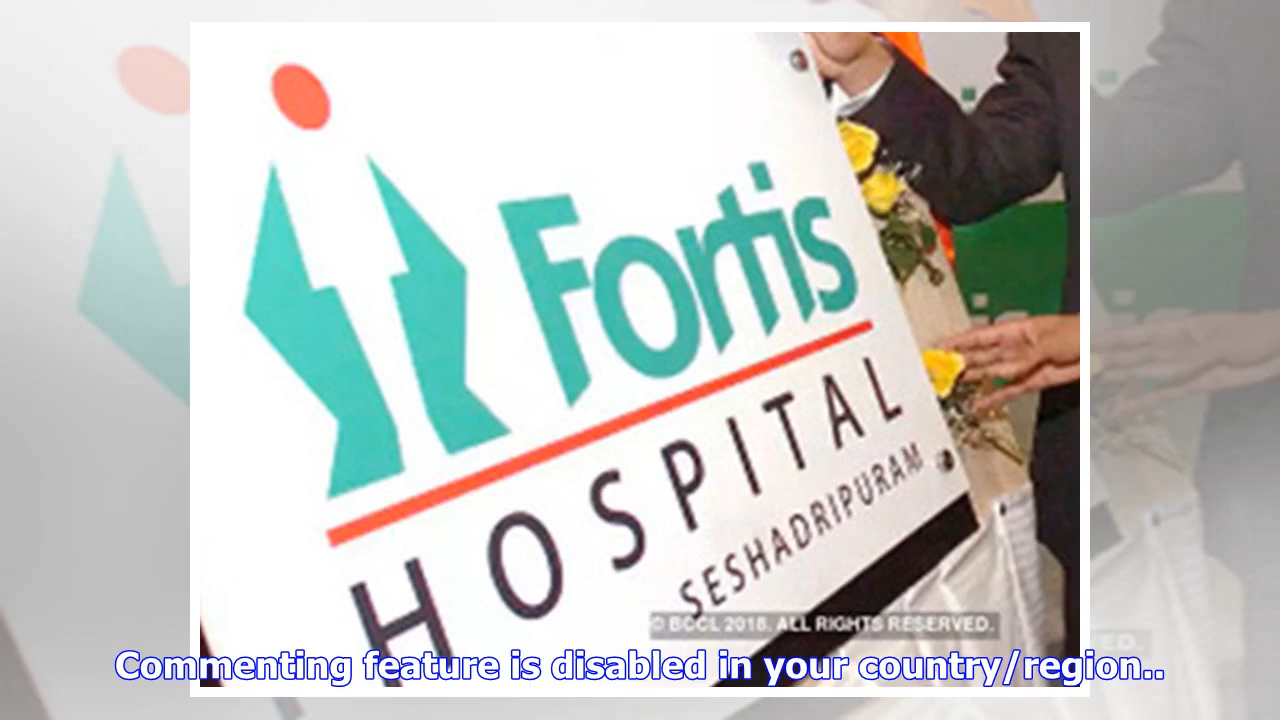 Fortis
HOSPITAL
SESHADRIPURAM
© BCCL 2018. ALL RIGHTS RESERVED.
Commenting feature is disabled in your country/region..